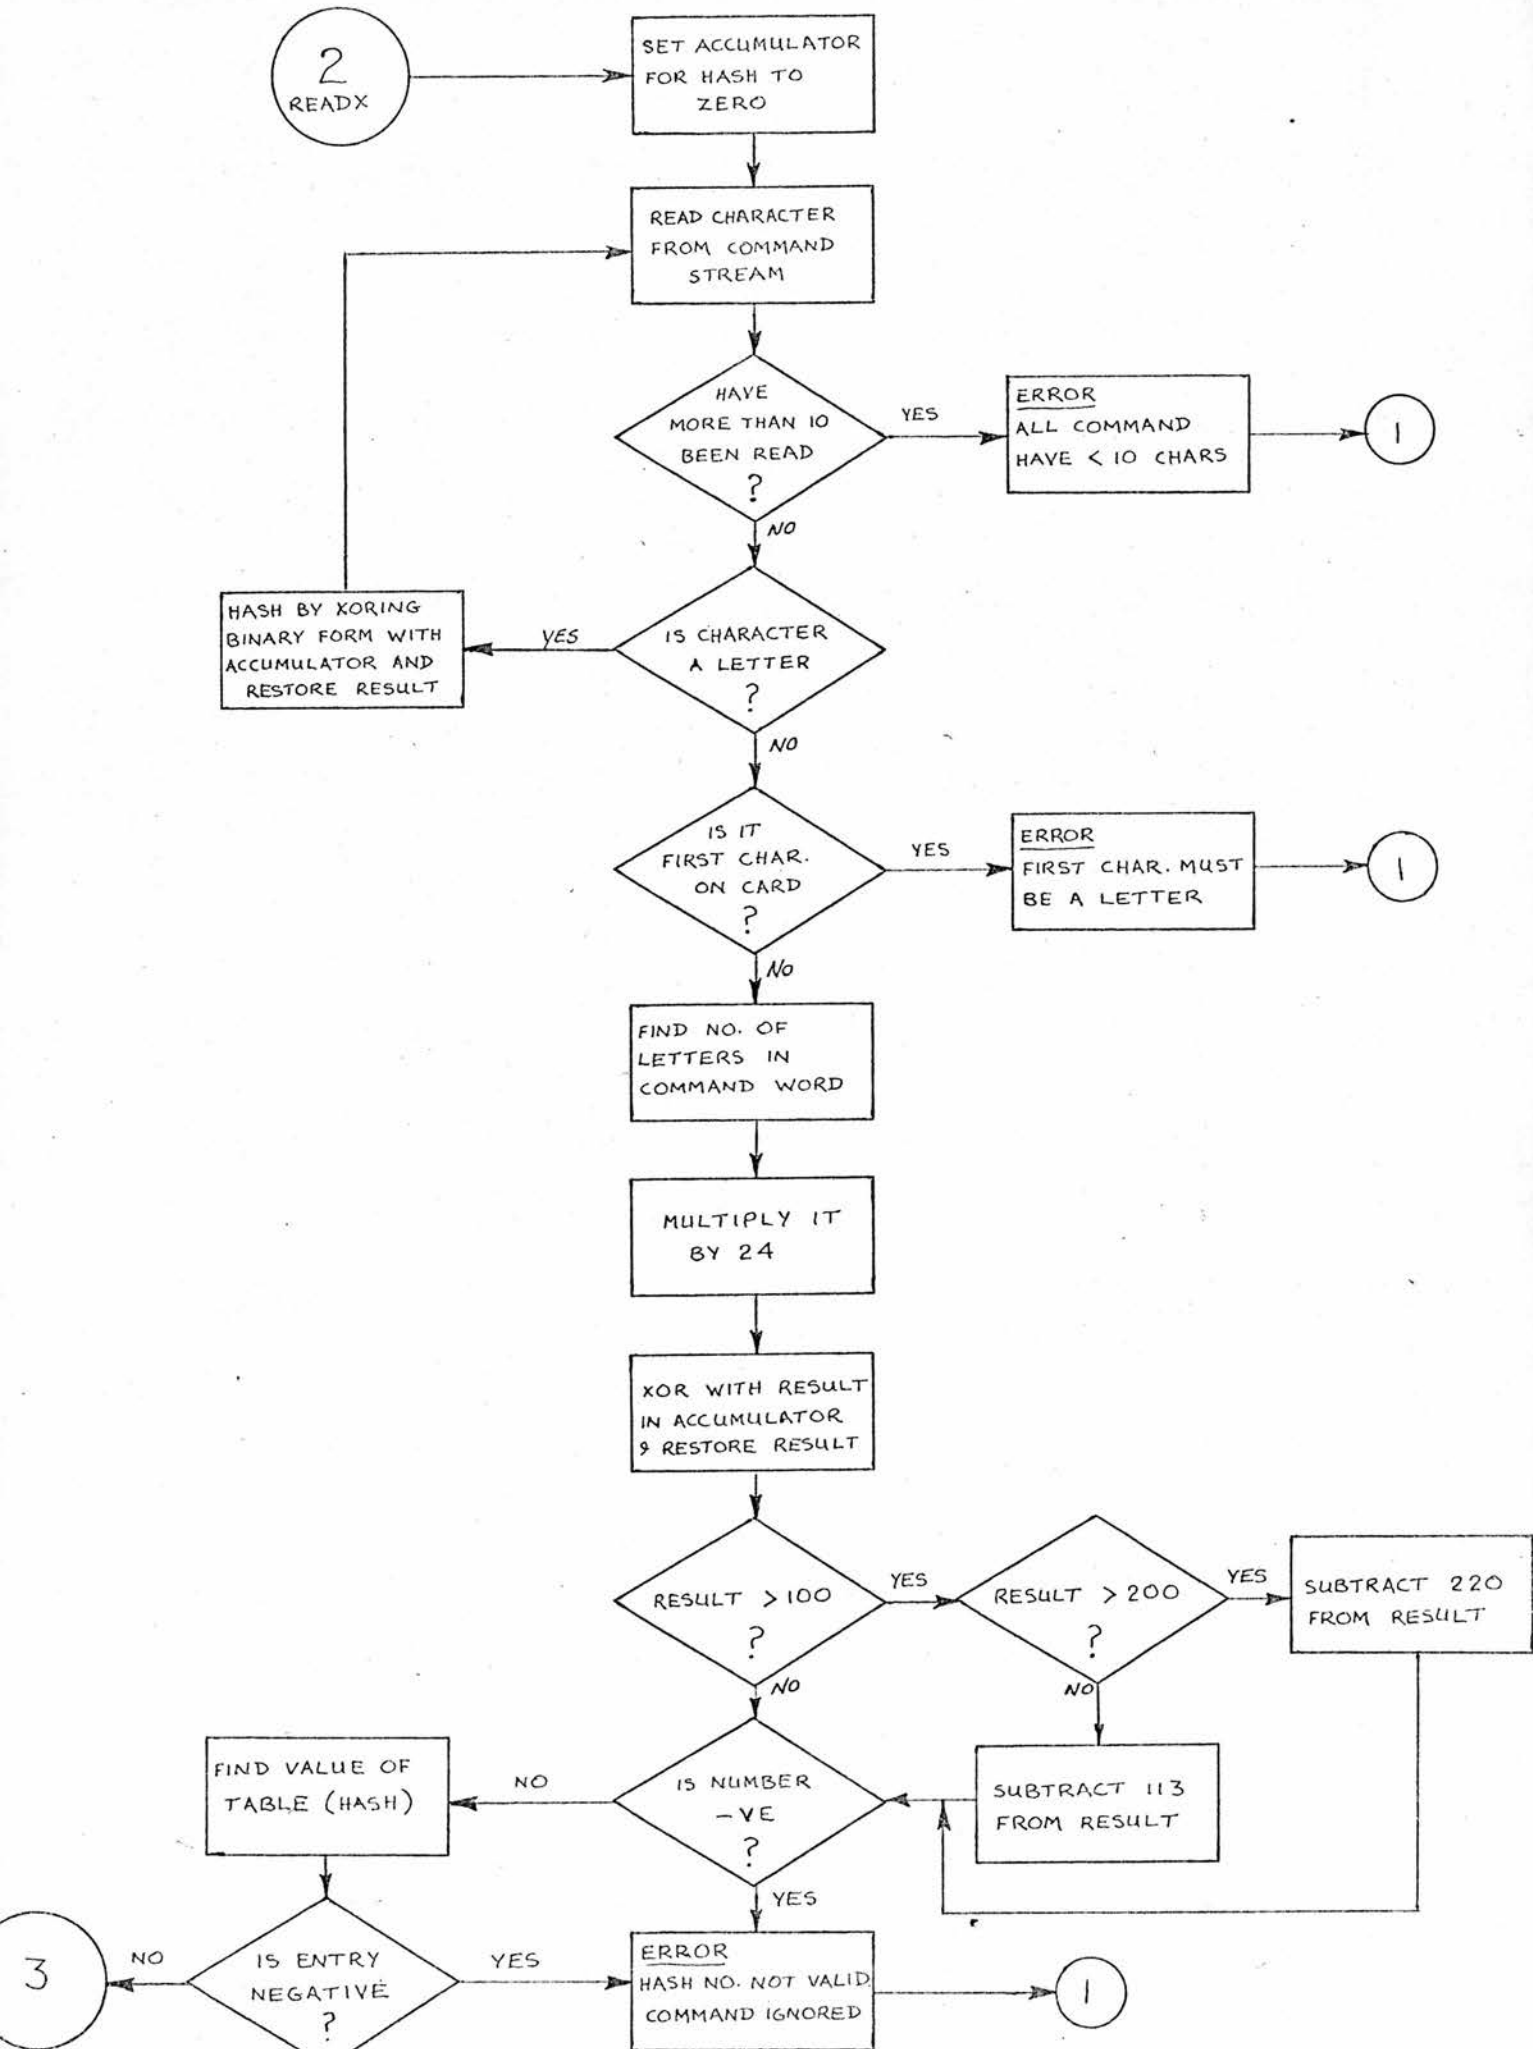 2
READX
SET ACCUMULATOR
FOR HASH TO
ZERO
READ CHARACTER
FROM COMMAND
STREAM
HAVE
MORE THAN 10
BEEN READ
?
YES
ERROR
ALL COMMAND
HAVE < 10 CHARS
1
NO
HASH BY XORING
BINARY FORM WITH
ACCUMULATOR AND
RESTORE RESULT
YES
IS CHARACTER
A LETTER
?
NO
IS IT
FIRST CHAR.
ON CARD
?
YES
ERROR
FIRST CHAR. MUST
BE A LETTER
1
NO
FIND NO. OF
LETTERS IN
COMMAND WORD
MULTIPLY IT
BY 24
XOR WITH RESULT
IN ACCUMULATOR
& RESTORE RESULT
RESULT > 100
?
YES
RESULT > 200
?
YES
SUBTRACT 220
FROM RESULT
NO
NO
FIND VALUE OF
TABLE (HASH)
NO
IS NUMBER
-VE
?
SUBTRACT 113
FROM RESULT
YES
3
NO
IS ENTRY
NEGATIVE
?
YES
ERROR
HASH NO. NOT VALID
COMMAND IGNORED
1